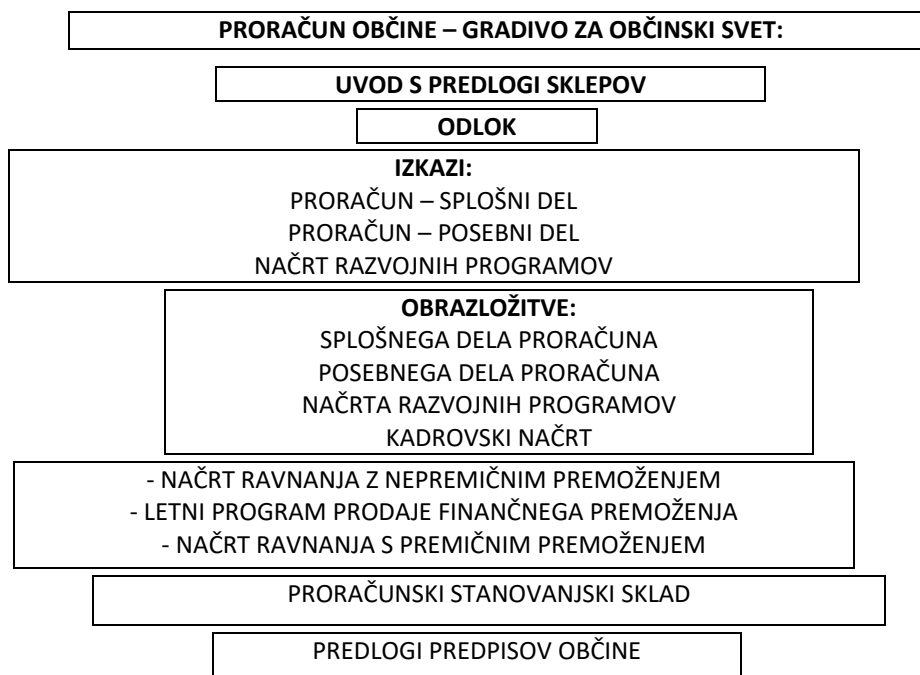 PRORAČUN OBČINE – GRADIVO ZA OBČINSKI SVET:
UVOD S PREDLOGI SKLEPOV
ODLOK
IZKAZI:
PRORAČUN – SPLOŠNI DEL
PRORAČUN – POSEBNI DEL
NAČRT RAZVOJNIH PROGRAMOV
OBRAZLOŽITVE:
SPLOŠNEGA DELA PRORAČUNA
POSEBNEGA DELA PRORAČUNA
NAČRTA RAZVOJNIH PROGRAMOV
KADROVSKI NAČRT
- NAČRT RAVNANJA Z NEPREMIČNIM PREMOŽENJEM
- LETNI PROGRAM PRODAJE FINANČNEGA PREMOŽENJA
- NAČRT RAVNANJA S PREMIČNIM PREMOŽENJEM
PRORAČUNSKI STANOVANJSKI SKLAD
PREDLOGI PREDPISOV OBČINE